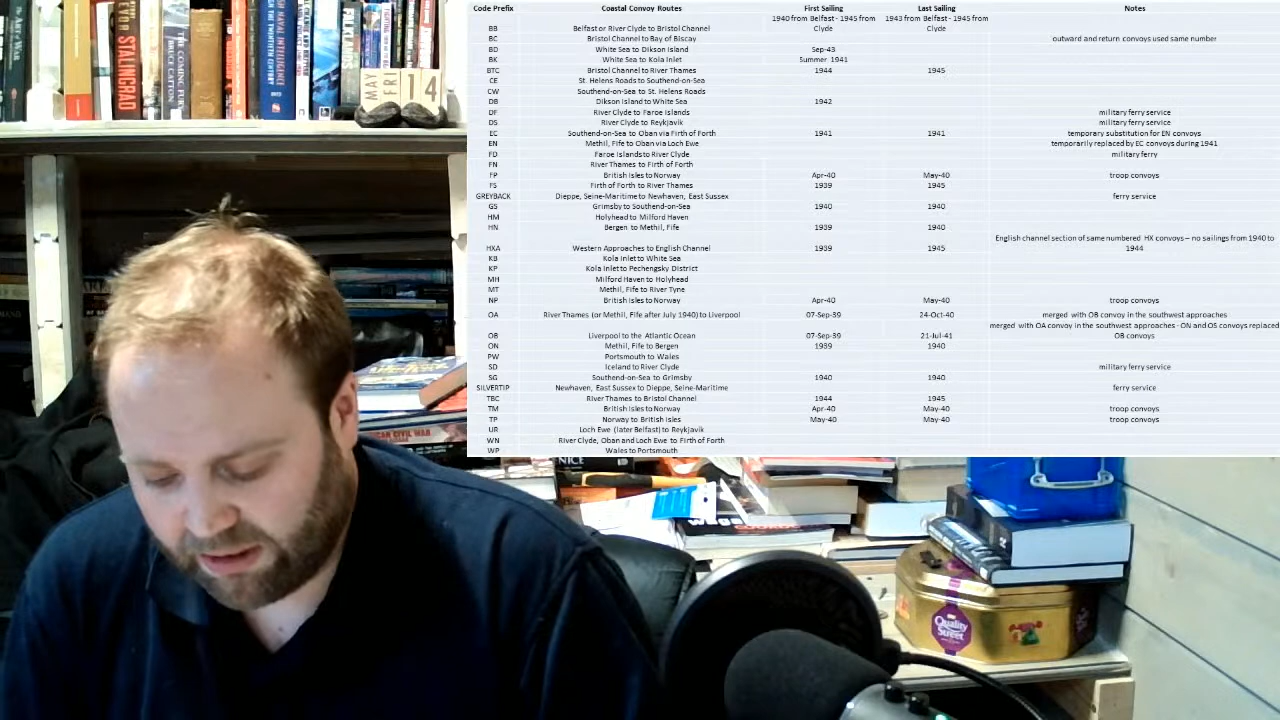 STALINGRAD
THE COMING FURY
BRUCE CATTON
NAVAL INTELLIGENCE
FALKLANDS
MAY
FRI
1 4
Code Prefix Coastal Convoy Routes First Sailing Last Sailing Notes
BB Belfast or River Clyde to Bristol Channel 1940 from Belfast - 1945 from Clyde 1943 from Belfast - 1945 from Clyde
BC Bristol Channel to Bay of Biscay outward and return convoys used same number
BD White Sea to Dikson Island Sep-43
BK White Sea to Kola Inlet Summer 1941
BTC Bristol Channel to River Thames 1944 1945
CE St. Helens Roads to Southend-on-Sea
CW Southend-on-Sea to St. Helens Roads
DB Dikson Island to White Sea 1942
DF River Clyde to Faroe Islands military ferry service
DS River Clyde to Reykjavik military ferry service
EC Southend-on-Sea to Oban via Firth of Forth 1941 1941 temporary substitution for EN convoys
EN Methil, Fife to Oban via Loch Ewe temporarily replaced by EC convoys during 1941
FD Faroe Islands to River Clyde military ferry
FN River Thames to Firth of Forth
FP British Isles to Norway Apr-40 May-40 troop convoys
FS Firth of Forth to River Thames 1939 1945
GREYBACK Dieppe, Seine-Maritime to Newhaven, East Sussex ferry service
GS Grimsby to Southend-on-Sea 1940 1940
HM Holyhead to Milford Haven
HN Bergen to Methil, Fife 1939 1940
HXA Western Approaches to English Channel 1939 1945 English channel section of same numbered HX convoys – no sailings from 1940 to 1944
KB Kola Inlet to White Sea
KP Kola Inlet to Pechengsky District
MH Milford Haven to Holyhead
MT Methil, Fife to River Tyne
NP British Isles to Norway Apr-40 May-40 troop convoys
OA River Thames (or Methil, Fife after July 1940) to Liverpool 07-Sep-39 24-Oct-40 merged with OB convoy in the southwest approaches
OB Liverpool to the Atlantic Ocean 07-Sep-39 21-Jul-41 merged with OA convoy in the southwest approaches - ON and OS convoys replaced OB convoys
ON Methil, Fife to Bergen 1939 1940
PW Portsmouth to Wales
SD Iceland to River Clyde military ferry service
SG Southend-on-Sea to Grimsby 1940 1940
SILVERTIP Newhaven, East Sussex to Dieppe, Seine-Maritime ferry service
TBC River Thames to Bristol Channel 1944 1945
TM British Isles to Norway Apr-40 May-40 troop convoys
TP Norway to British Isles May-40 May-40 troop convoys
UR Loch Ewe (later Belfast) to Reykjavik
WN River Clyde, Oban and Loch Ewe to Firth of Forth
WP Wales to Portsmouth
CIVIL WAR
Quality
Street